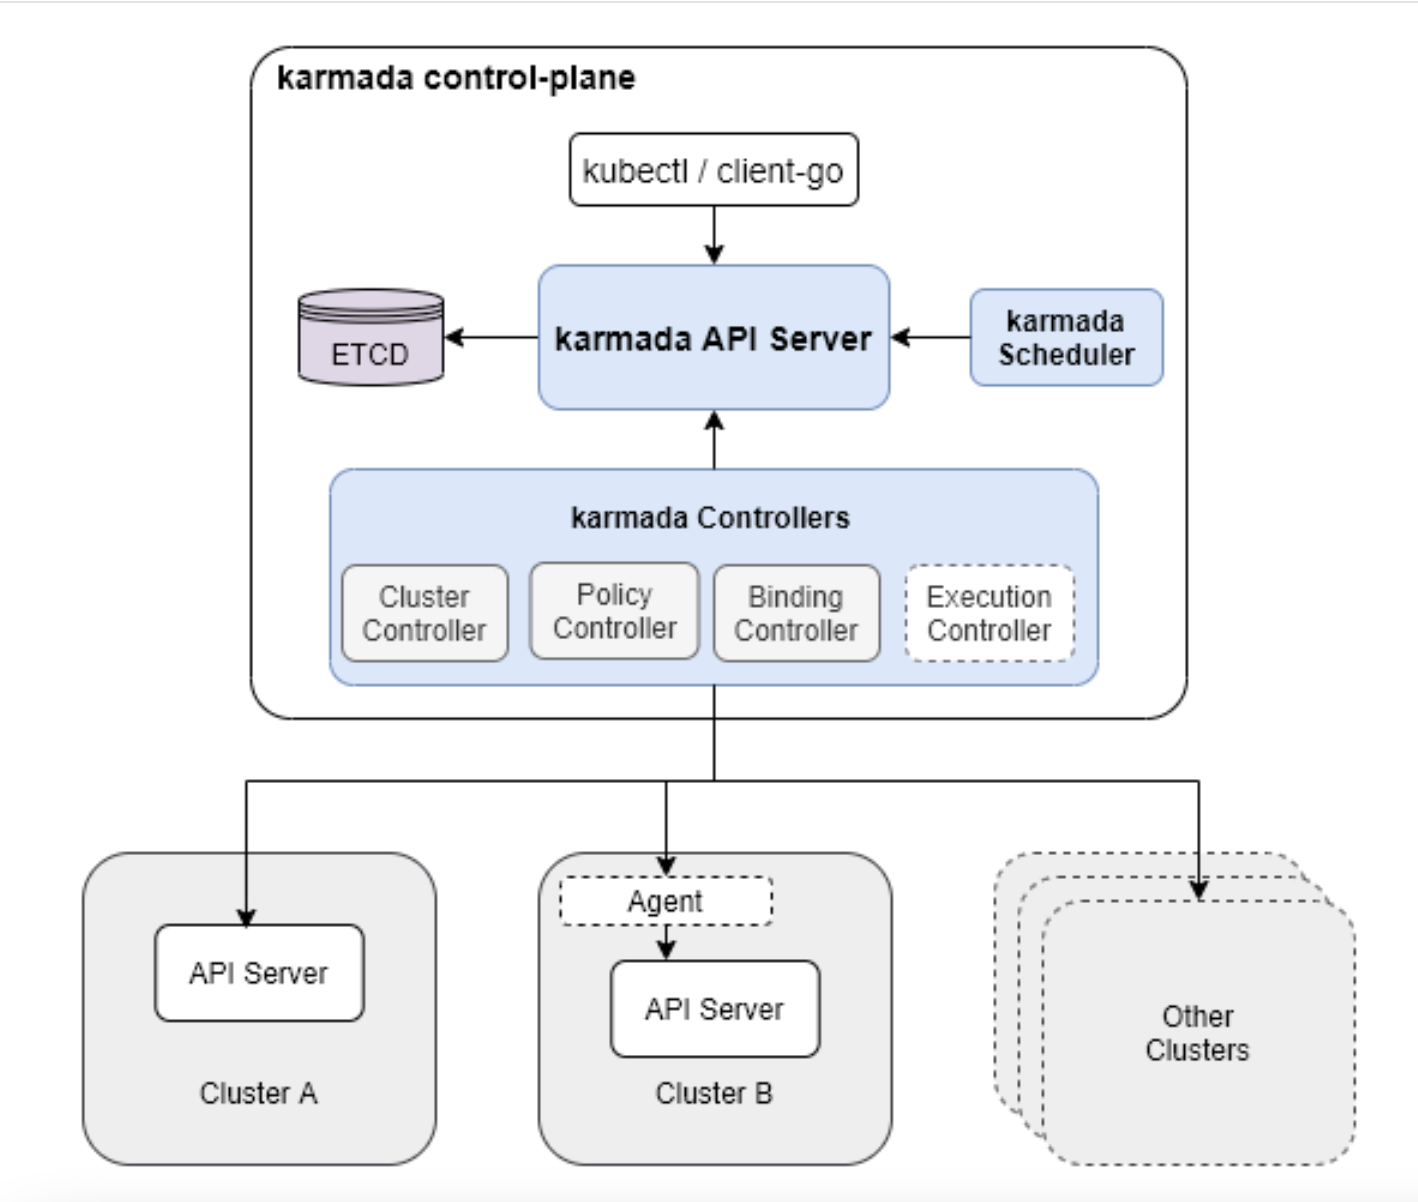 karmada control-plane
kubectl / client-go
ETCD
karmada API Server
karmada
Scheduler
karmada Controllers
Cluster
Controller
Policy
Controller
Binding
Controller
Execution
Controller
API Server
Cluster A
Agent
API Server
Cluster B
Other
Clusters